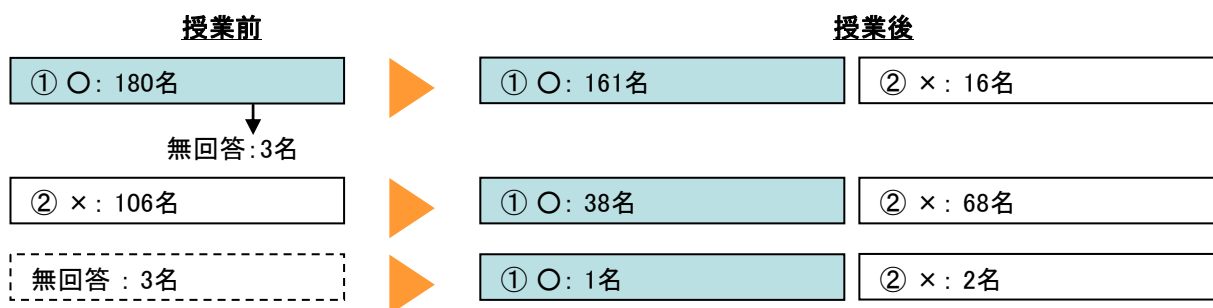 授業前 授業後
① ○: 180名 ① ○: 161名 ② ×: 16名
無回答:3名
② ×: 106名 ① ○: 38名 ② ×: 68名
無回答 : 3名 ① ○: 1名 ② ×: 2名